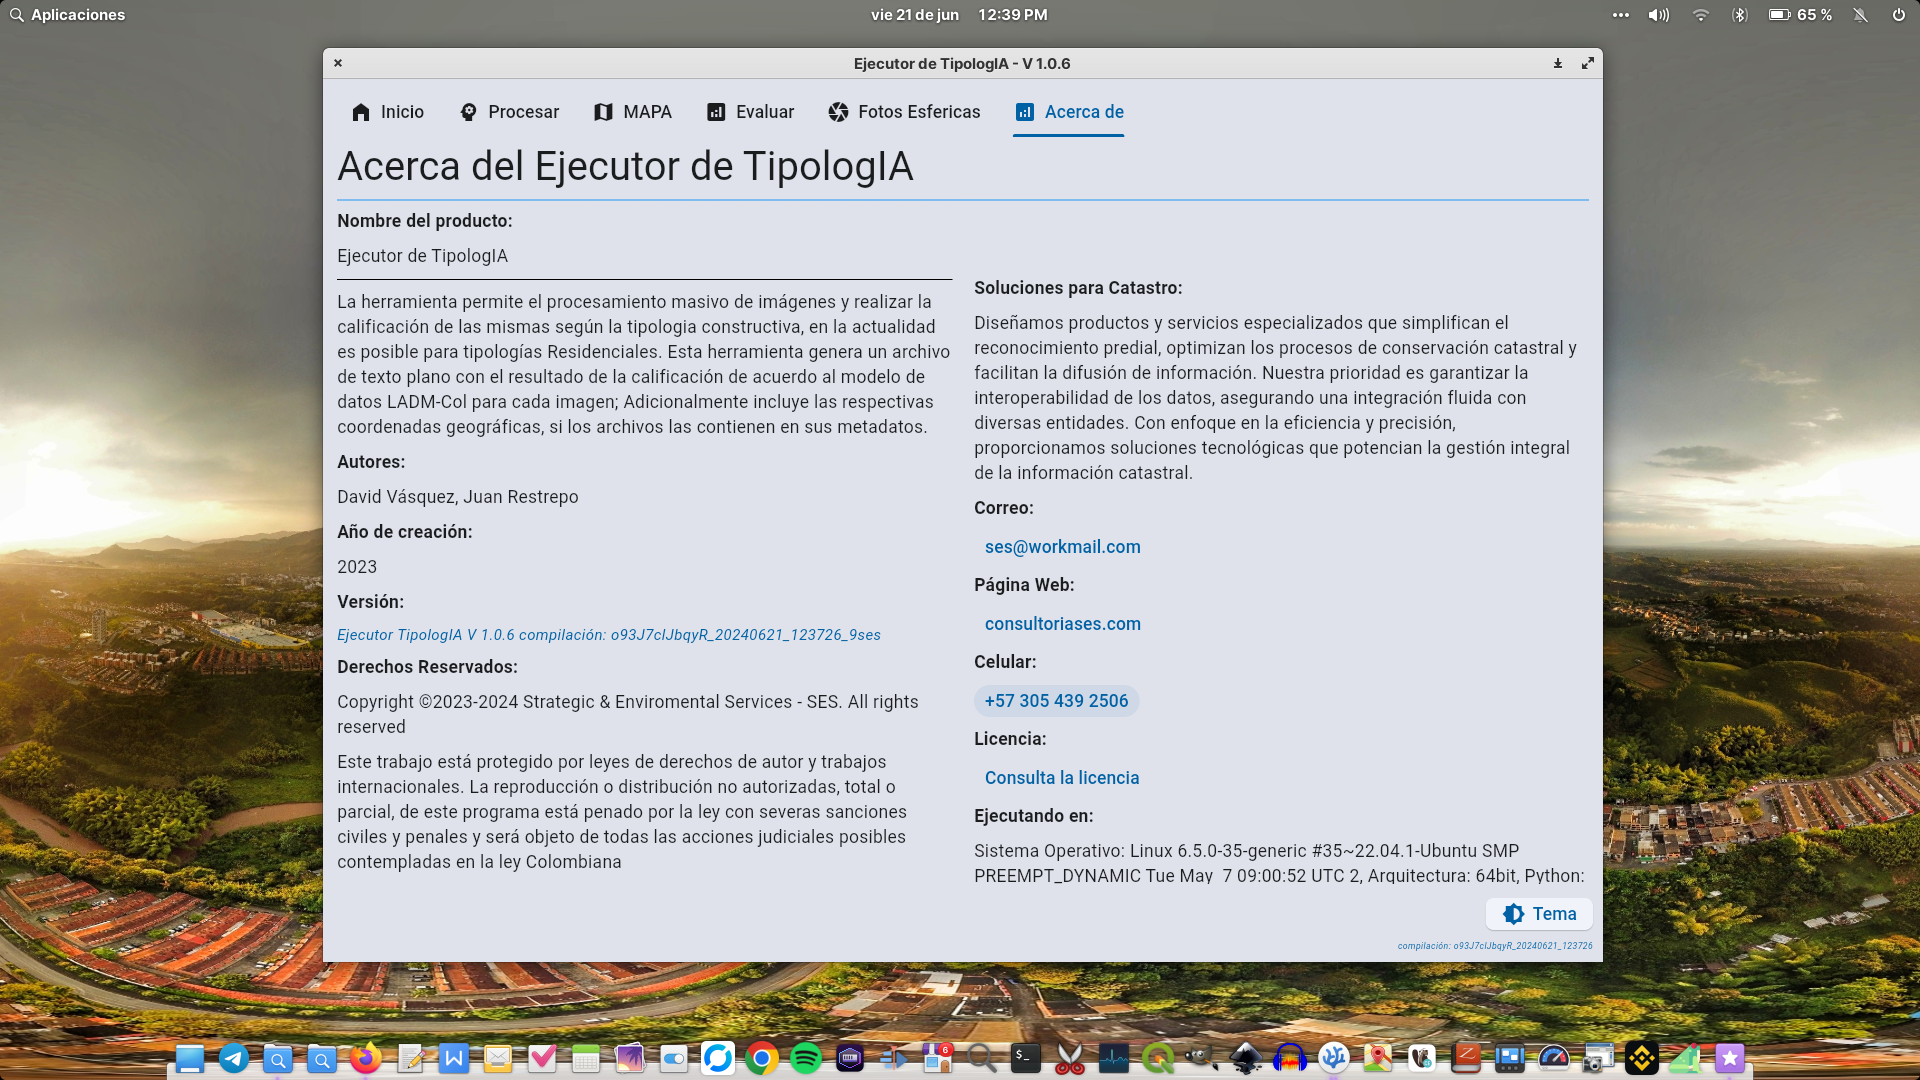 Aplicaciones
vie 21 de jun 12:39 PM
65 %
Ejecutor de TipologIA - V 1.0.6
Inicio
Procesar
MAPA
Evaluar
Fotos Esfericas
Acerca de
Acerca del Ejecutor de TipologIA
Nombre del producto:
Ejecutor de TipologIA
La herramienta permite el procesamiento masivo de imágenes y realizar la
calificación de las mismas según la tipologia constructiva, en la actualidad
es posible para tipologías Residenciales. Esta herramienta genera un archivo
de texto plano con el resultado de la calificación de acuerdo al modelo de
datos LADM-Col para cada imagen; Adicionalmente incluye las respectivas
coordenadas geográficas, si los archivos las contienen en sus metadatos.
Autores:
David Vásquez, Juan Restrepo
Año de creación:
2023
Versión:
Ejecutor TipologIA V 1.0.6 compilación: o93J7clJbqyR_20240621_123726_9ses
Derechos Reservados:
Copyright ©2023-2024 Strategic & Enviromental Services - SES. All rights
reserved
Este trabajo está protegido por leyes de derechos de autor y trabajos
internacionales. La reproducción o distribución no autorizadas, total o
parcial, de este programa está penado por la ley con severas sanciones
civiles y penales y será objeto de todas las acciones judiciales posibles
contempladas en la ley Colombiana
Soluciones para Catastro:
Diseñamos productos y servicios especializados que simplifican el
reconocimiento predial, optimizan los procesos de conservación catastral y
facilitan la difusión de información. Nuestra prioridad es garantizar la
interoperabilidad de los datos, asegurando una integración fluida con
diversas entidades. Con enfoque en la eficiencia y precisión,
proporcionamos soluciones tecnológicas que potencian la gestión integral
de la información catastral.
Correo:
ses@workmail.com
Página Web:
consultoriases.com
Celular:
+57 305 439 2506
Licencia:
Consulta la licencia
Ejecutando en:
Sistema Operativo: Linux 6.5.0-35-generic #35~22.04.1-Ubuntu SMP
PREEMPT_DYNAMIC Tue May 7 09:00:52 UTC 2, Arquitectura: 64bit, Python:
Tema
compilación: o93J7clJbqyR_20240621_123726
6